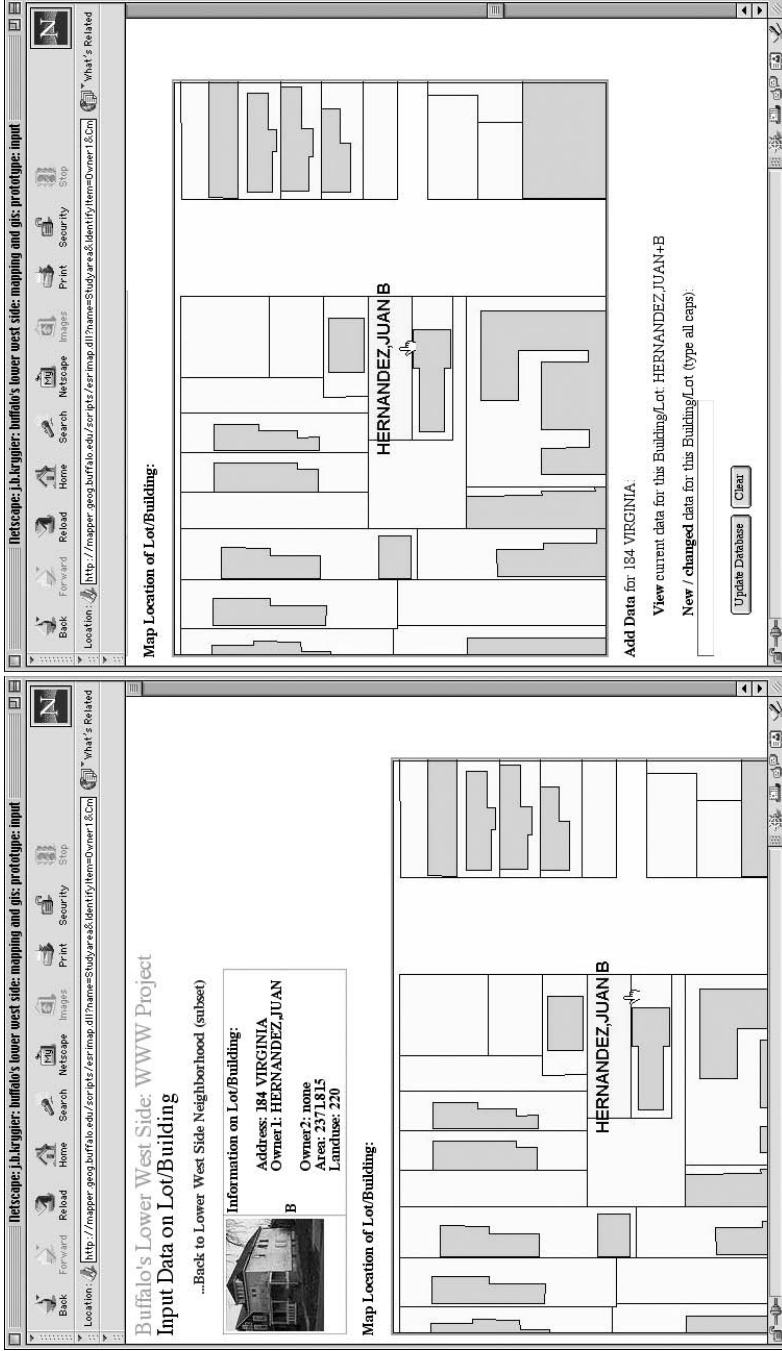 Netscape: j.b.krygier: buffalo's lower west side: mapping and gis: prototype: input
Back Forward Reload Home Search Netscape Images Print Security Stop
N
My
Location: http://mapper.geog.buffalo.edu/scripts/esrimap.dll?name=Studyarea&IdentifyItem=Owner1&Cm What's Related
Buffalo's Lower West Side: WWW Project
Input Data on Lot/Building
...Back to Lower West Side Neighborhood (subset)
Information on Lot/Building:
Address: 184 VIRGINIA
Owner1: HERNANDEZ,JUAN
B
Owner2: none
Area: 2371.815
Landuse: 220
Map Location of Lot/Building:
HERNANDEZ,JUAN B
Netscape: j.b.krygier: buffalo's lower west side: mapping and gis: prototype: input
Back Forward Reload Home Search Netscape Images Print Security Stop
N
My
Location: http://mapper.geog.buffalo.edu/scripts/esrimap.dll?name=Studyarea&IdentifyItem=Owner1&Cm What's Related
Map Location of Lot/Building:
HERNANDEZ,JUAN B
Add Data for 184 VIRGINIA:
View current data for this Building/Lot: HERNANDEZ,JUAN+B
New / changed data for this Building/Lot (type all caps):
Update Database Clear